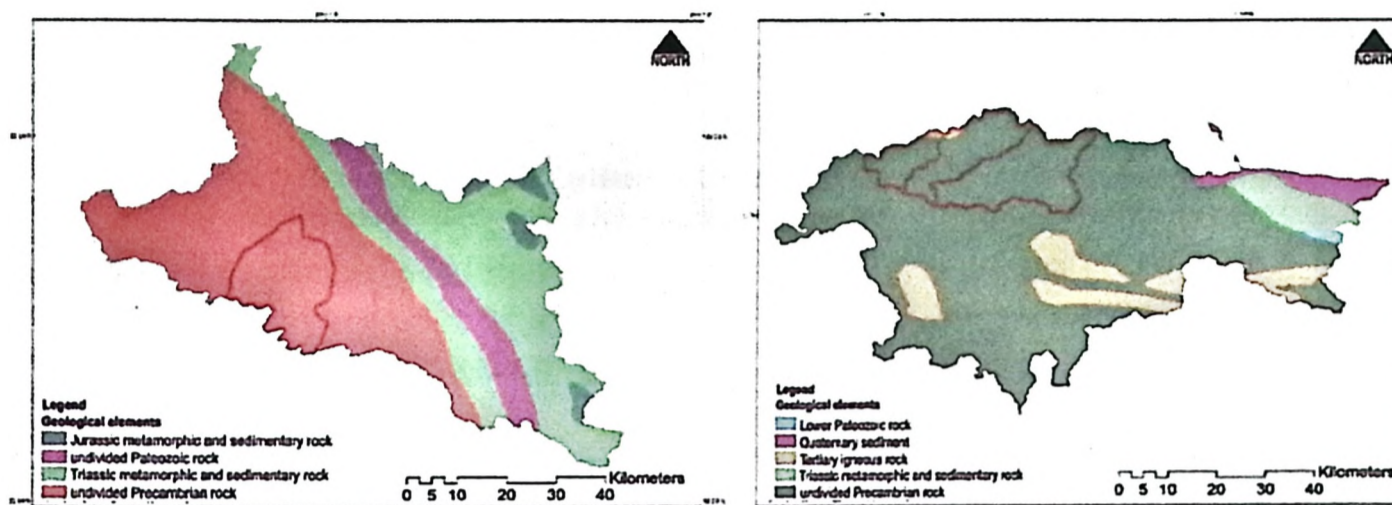 NORTH
Legend
Geological elements
Jurassic metamorphic and sedimentary rock
undivided Paleozoic rock
Triassic metamorphic and sedimentary rock
undivided Precambrian rock
Kilometers
0 5 10 20 30 40
NORTH
Legend
Geological elements
Lower Paleozoic rock
Quaternary sediment
Tertiary igneous rock
Triassic metamorphic and sedimentary rock
undivided Precambrian rock
Kilometers
0 5 10 20 30 40